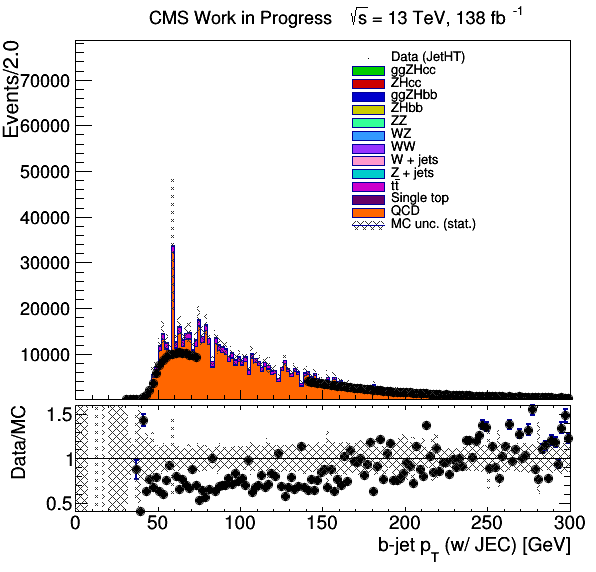 CMS Work in Progress √s = 13 TeV, 138 fb⁻¹
Events/2.0
70000
60000
50000
40000
30000
20000
10000
Data (JetHT)
ggZHcc
ZHcc
ggZHbb
ZHbb
ZZ
WZ
WW
W + jets
Z + jets
tt̄
Single top
QCD
MC unc. (stat.)
Data/MC
1.5
1
0.5
0 50 100 150 200 250 300
b-jet p_T (w/ JEC) [GeV]